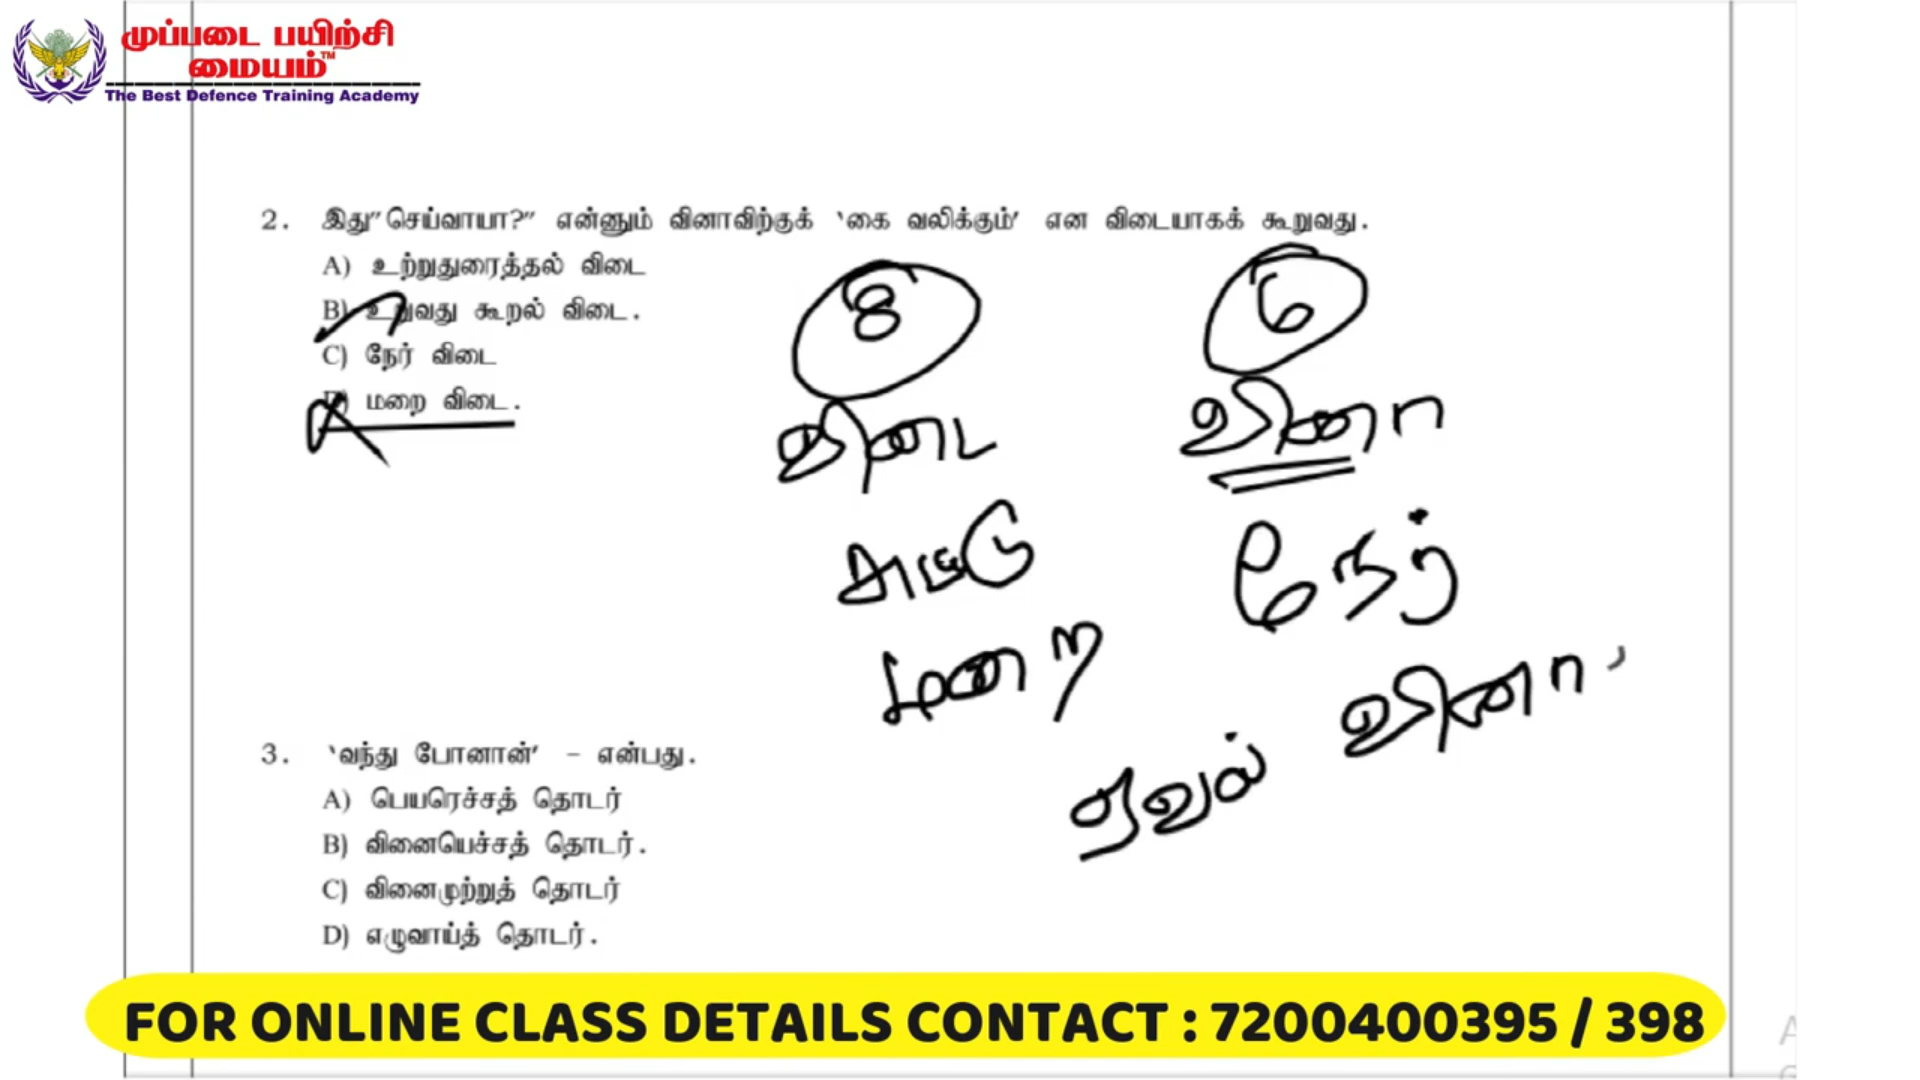 முப்படை பயிற்சி
மையம்™
The Best Defence Training Academy
2. இது"செய்வாயா?" என்னும் வினாவிற்குக் 'கை வலிக்கும்' என விடையாகக் கூறுவது.
A) உற்றுதுரைத்தல் விடை
B) உறுவது கூறல் விடை.
C) நேர் விடை
D) மறை விடை.
8
6
விடை
வினா
சுட்டு
நேர்
மறை
ஏவல்
வினா
3. 'வந்து போனான்' - என்பது.
A) பெயரெச்சத் தொடர்
B) வினையெச்சத் தொடர்.
C) வினைமுற்றுத் தொடர்
D) எழுவாய்த் தொடர்.
FOR ONLINE CLASS DETAILS CONTACT : 7200400395 / 398